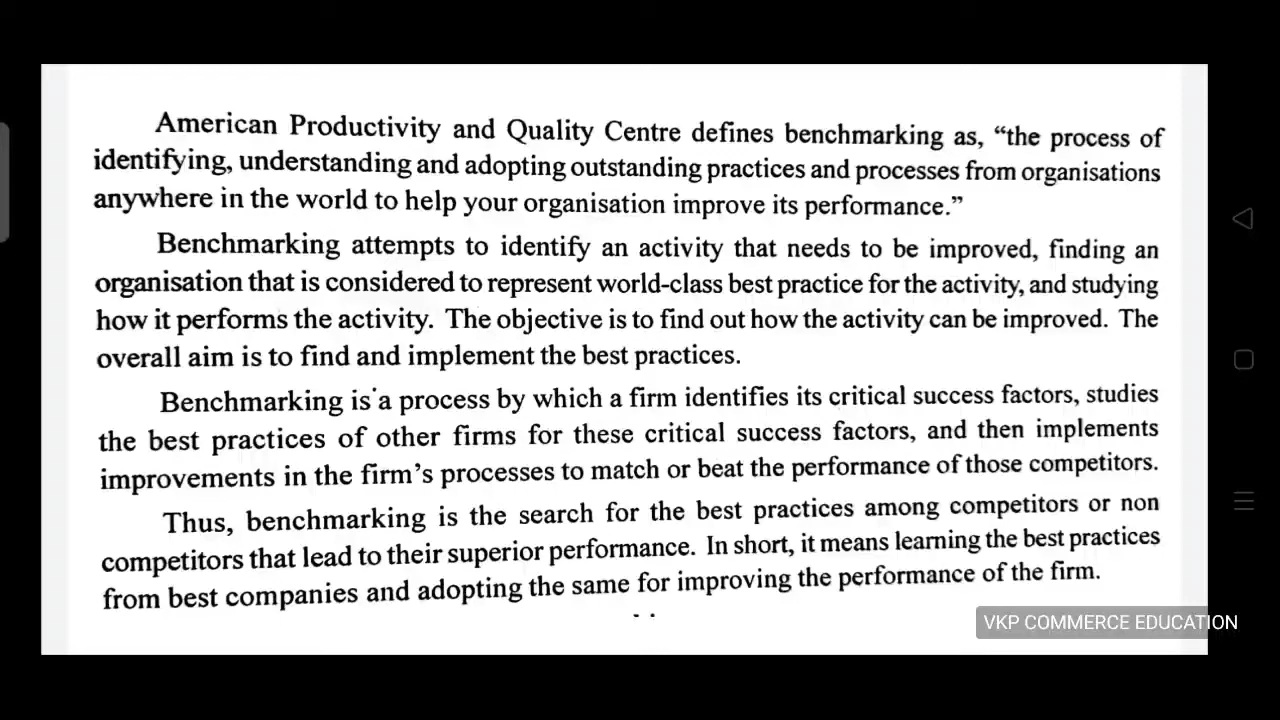 American Productivity and Quality Centre defines benchmarking as, “the process of
identifying, understanding and adopting outstanding practices and processes from organisations
anywhere in the world to help your organisation improve its performance.”
Benchmarking attempts to identify an activity that needs to be improved, finding an
organisation that is considered to represent world-class best practice for the activity, and studying
how it performs the activity. The objective is to find out how the activity can be improved. The
overall aim is to find and implement the best practices.
Benchmarking is a process by which a firm identifies its critical success factors, studies
the best practices of other firms for these critical success factors, and then implements
improvements in the firm’s processes to match or beat the performance of those competitors.
Thus, benchmarking is the search for the best practices among competitors or non
competitors that lead to their superior performance. In short, it means learning the best practices
from best companies and adopting the same for improving the performance of the firm.
VKP COMMERCE EDUCATION